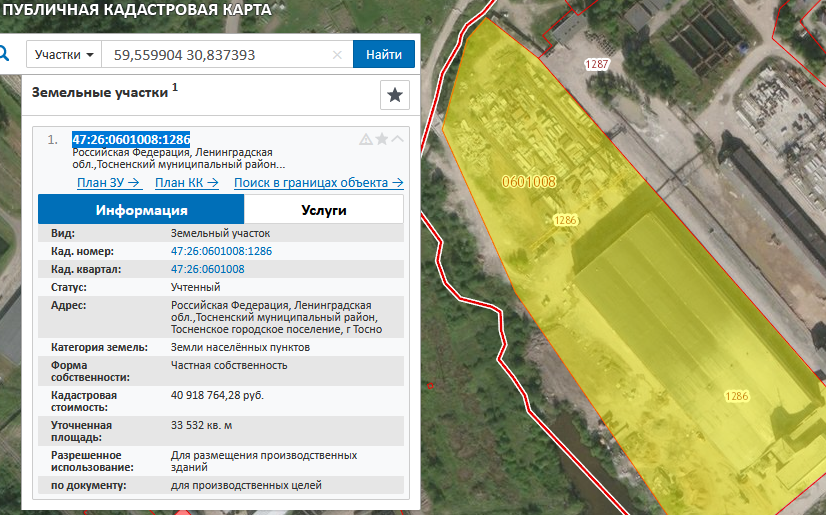 ПУБЛИЧНАЯ КАДАСТРОВАЯ КАРТА
Участки 59,559904 30,837393 Найти
Земельные участки 1
1. 47:26:0601008:1286
Российская Федерация, Ленинградская
обл.,Тосненский муниципальный район...
План ЗУ → План КК → Поиск в границах объекта →
Информация Услуги
Вид: Земельный участок
Кад. номер: 47:26:0601008:1286
Кад. квартал: 47:26:0601008
Статус: Учтенный
Адрес: Российская Федерация, Ленинградская
обл.,Тосненский муниципальный район,
Тосненское городское поселение, г Тосно
Категория земель: Земли населённых пунктов
Форма Частная собственность
собственности:
Кадастровая 40 918 764,28 руб.
стоимость:
Уточненная 33 532 кв. м
площадь:
Разрешенное Для размещения производственных
использование: зданий
по документу: для производственных целей
1287
0601008
1286
1286